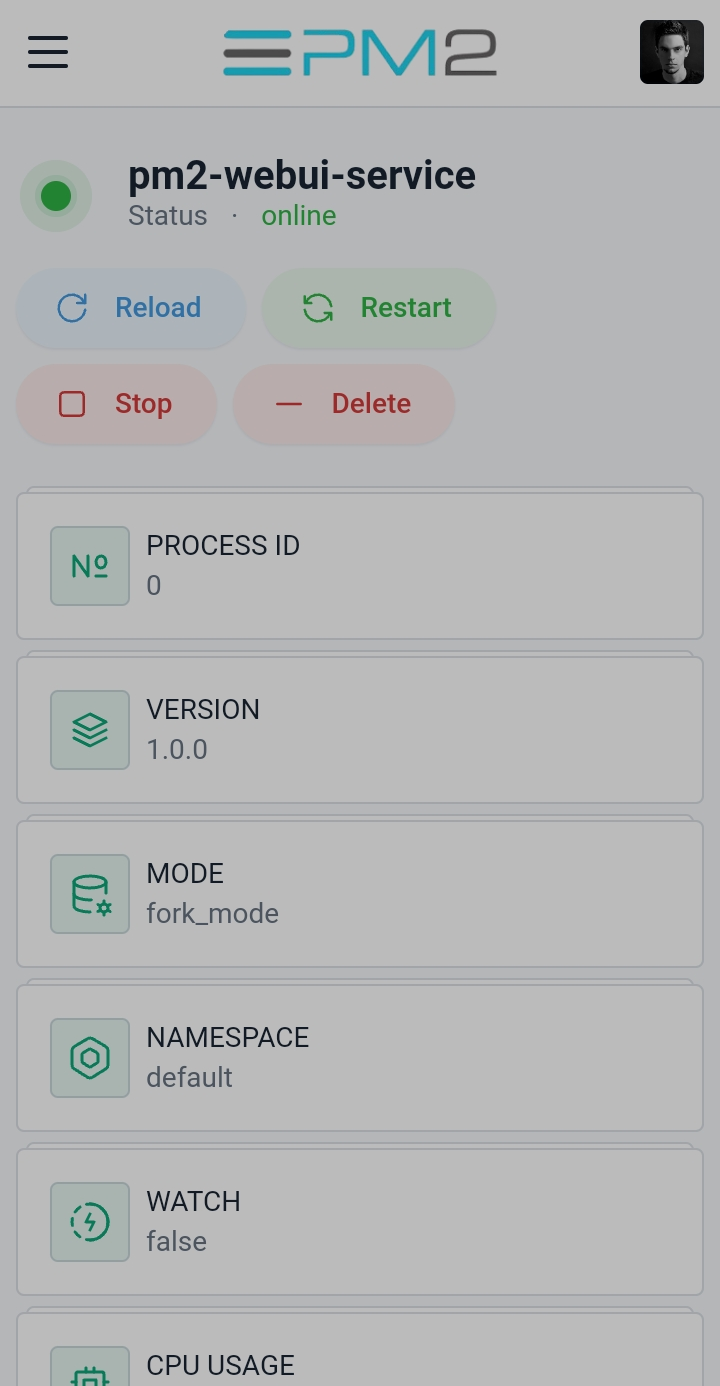 PM2
pm2-webui-service
Status · online
Reload
Restart
Stop
Delete
Nº
PROCESS ID
0
VERSION
1.0.0
MODE
fork_mode
NAMESPACE
default
WATCH
false
CPU USAGE